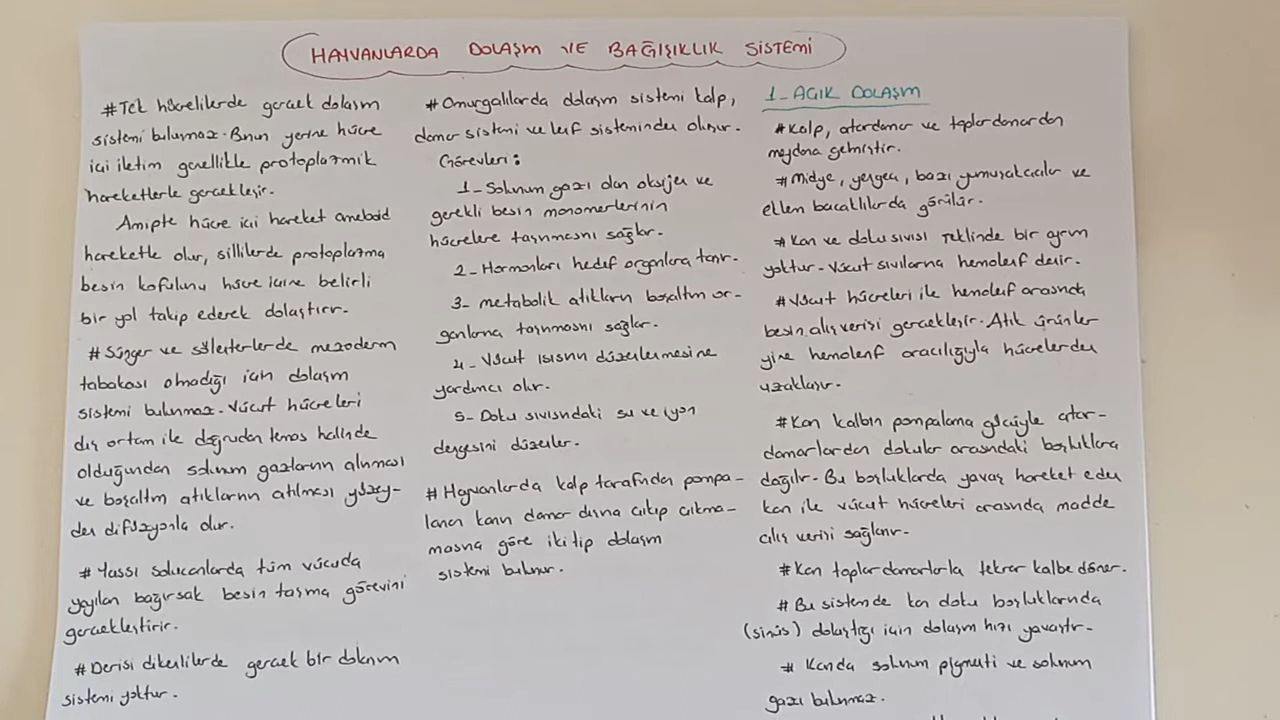 HAYVANLARDA DOLAŞIM VE BAĞIŞIKLIK SİSTEMİ
#Tek hücrelilerde gerçek dolaşım
sistemi bulunmaz. Bunun yerine hücre
içi iletim genellikle protoplazmik
hareketlerle gerçekleşir.
Amipte hücre içi hareket ameboid
hareketle olur, sillilerde protoplazma
besin kofulunu hücre içine belirli
bir yol takip ederek dolaştırır.
#Sünger ve sölenterlerde mezoderm
tabakası olmadığı için dolaşım
sistemi bulunmaz. Vücut hücreleri
dış ortam ile doğrudan temas halinde
olduğundan solunum gazlarının alınması
ve boşaltım atıklarının atılması yüzey-
den difüzyonla olur.
# Yassı solucanlarda tüm vücuda
yayılan bağırsak besin taşıma görevini
gerçekleştirir.
#Derisi dikenlilerde gerçek bir dolaşım
sistemi yoktur.
#Omurgalılarda dolaşım sistemi kalp,
damar sistemi ve lenf sisteminden oluşur.
Görevleri:
1- Solunum gazı olan oksijen ve
gerekli besin monomerlerinin
hücrelere taşınmasını sağlar.
2- Hormonları hedef organlara taşır.
3- metabolik atıkların boşaltım or-
ganlarına taşınmasını sağlar.
4- Vücut ısısının düzenlenmesine
yardımcı olur.
5- Doku sıvısındaki su ve iyon
dengesini düzenler.
# Hayvanlarda kalp tarafından pompa-
lanan kanın damar dışına çıkıp çıkma-
masına göre iki tip dolaşım
sistemi bulunur.
1- AÇIK DOLAŞIM
#Kalp, atardamar ve toplardamardan
meydana gelmiştir.
#Midye, yengeç, bazı yumuşakçalar ve
eklem bacaklılarda görülür.
#Kan ve doku sıvısı şeklinde bir ayrım
yoktur. Vücut sıvılarına hemolenf denir.
#Vücut hücreleri ile hemolenf arasında
besin alış verişi gerçekleşir. Atık ürünler
yine hemolenf aracılığıyla hücrelerden
uzaklaşır.
#Kan kalbin pompalama gücüyle atar-
damarlardan dokular arasındaki boşluklara
dağılır. Bu boşluklarda yavaş hareket eden
kan ile vücut hücreleri arasında madde
alış verişi sağlanır.
#Kan toplardamarlarla tekrar kalbe döner.
#Bu sistemde kan doku boşluklarında
(sinüs) dolaştığı için dolaşım hızı yavaştır.
# Kanda solunum pigmenti ve solunum
gazı bulunmaz.